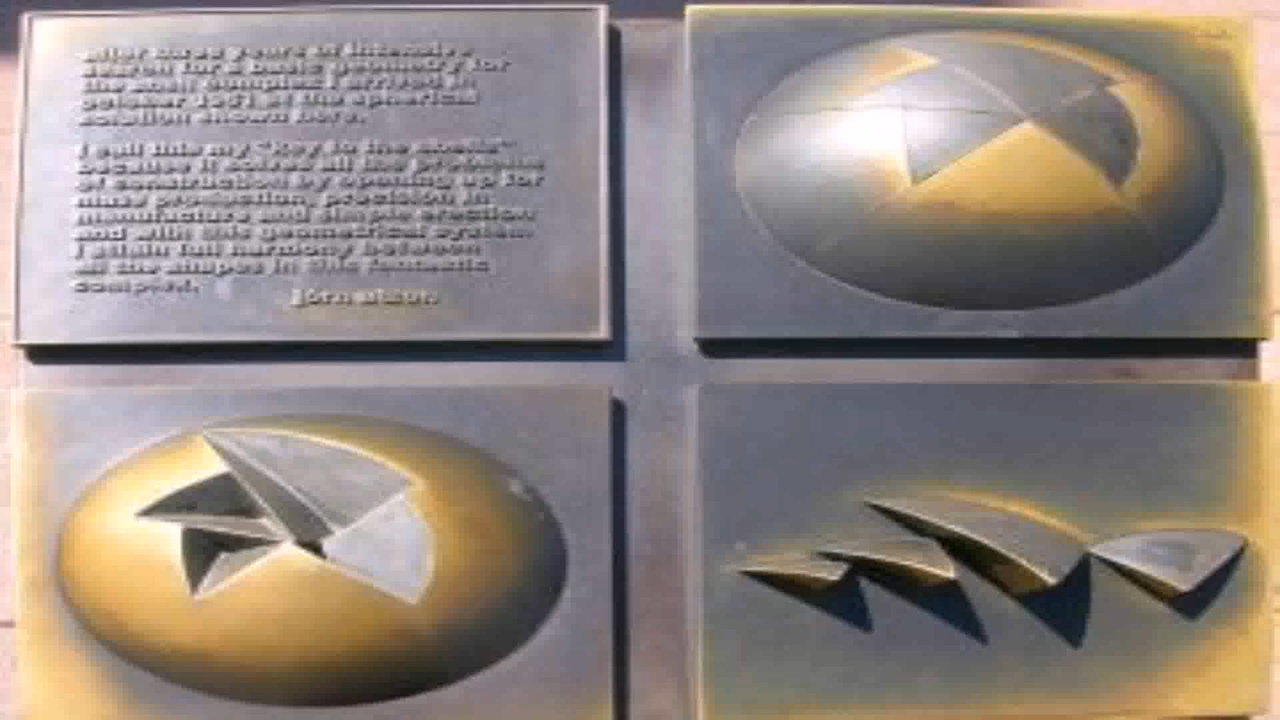 after three years of intensive
search for a basic geometry for
the shell complex I arrived in
october 1961 at the spherical
solution shown here.
I call this my "key to the shells"
because it solves all the problems
of construction by opening up for
mass production, precision in
manufacture and simple erection
and with this geometrical system
I attain full harmony between
all the shapes in this fantastic
complex.
jørn utzon